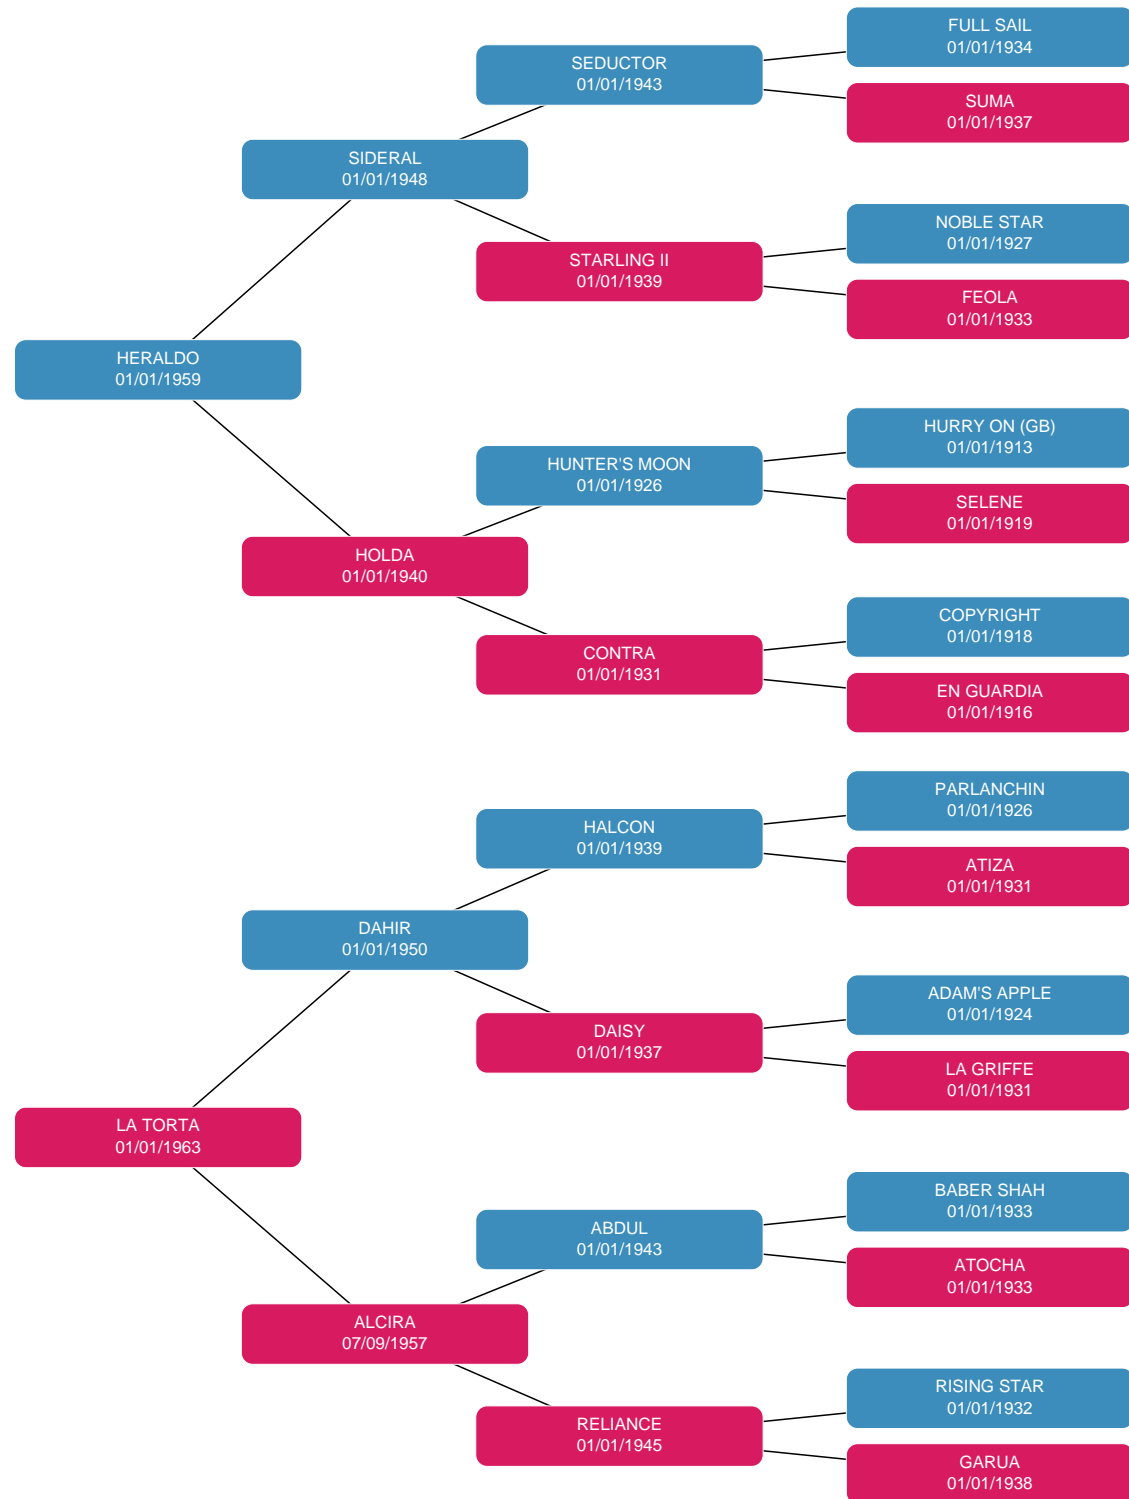 FULL SAIL
01/01/1934
SEDUCTOR
01/01/1943
SUMA
01/01/1937
SIDERAL
01/01/1948
NOBLE STAR
01/01/1927
STARLING II
01/01/1939
FEOLA
01/01/1933
HERALDO
01/01/1959
HURRY ON (GB)
01/01/1913
HUNTER'S MOON
01/01/1926
SELENE
01/01/1919
HOLDA
01/01/1940
COPYRIGHT
01/01/1918
CONTRA
01/01/1931
EN GUARDIA
01/01/1916
PARLANCHIN
01/01/1926
HALCON
01/01/1939
ATIZA
01/01/1931
DAHIR
01/01/1950
ADAM'S APPLE
01/01/1924
DAISY
01/01/1937
LA GRIFFE
01/01/1931
LA TORTA
01/01/1963
BABER SHAH
01/01/1933
ABDUL
01/01/1943
ATOCHA
01/01/1933
ALCIRA
07/09/1957
RISING STAR
01/01/1932
RELIANCE
01/01/1945
GARUA
01/01/1938